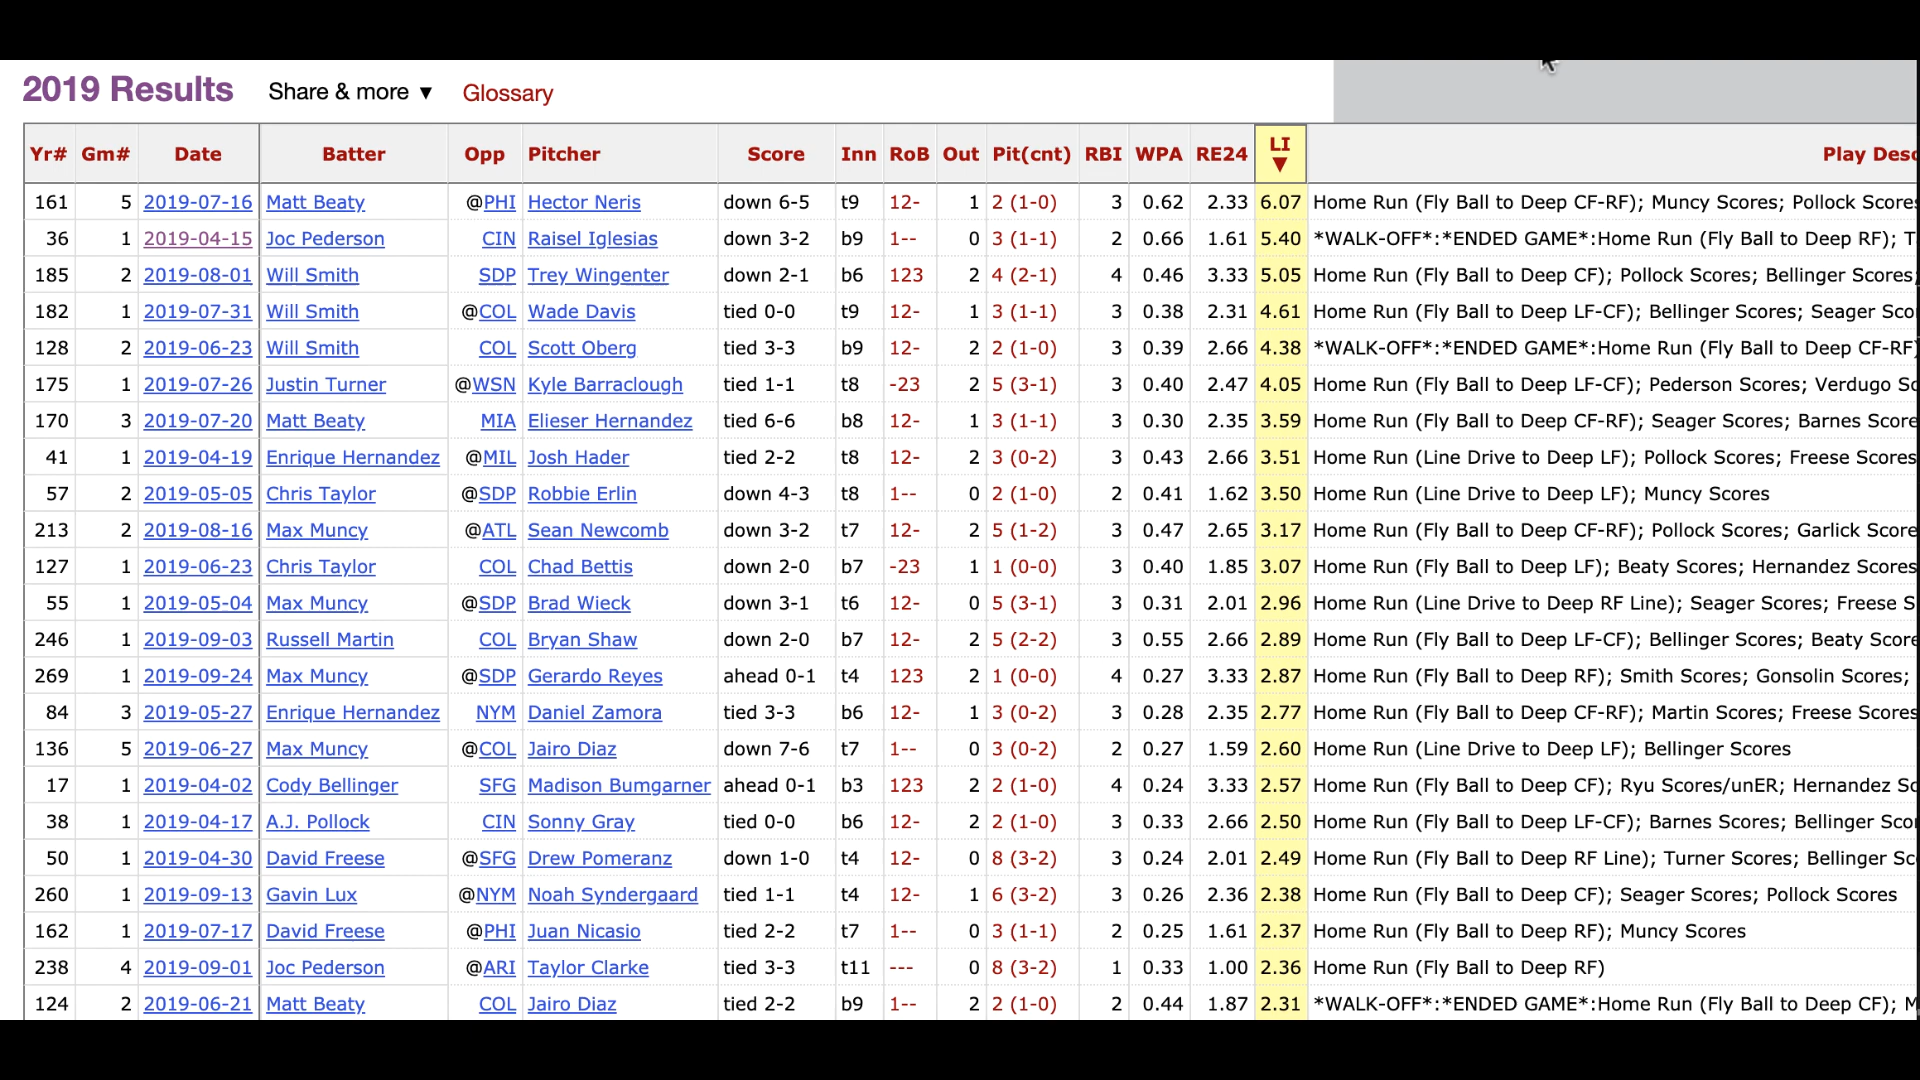 2019 Results Share & more ▼ Glossary
Yr# Gm# Date Batter Opp Pitcher Score Inn RoB Out Pit(cnt) RBI WPA RE24 LI ▼ Play Desc
161 5 2019-07-16 Matt Beaty @PHI Hector Neris down 6-5 t9 12- 1 2 (1-0) 3 0.62 2.33 6.07 Home Run (Fly Ball to Deep CF-RF); Muncy Scores; Pollock Scores
36 1 2019-04-15 Joc Pederson CIN Raisel Iglesias down 3-2 b9 1-- 0 3 (1-1) 2 0.66 1.61 5.40 *WALK-OFF*:*ENDED GAME*:Home Run (Fly Ball to Deep RF); T
185 2 2019-08-01 Will Smith SDP Trey Wingenter down 2-1 b6 123 2 4 (2-1) 4 0.46 3.33 5.05 Home Run (Fly Ball to Deep CF); Pollock Scores; Bellinger Scores;
182 1 2019-07-31 Will Smith @COL Wade Davis tied 0-0 t9 12- 1 3 (1-1) 3 0.38 2.31 4.61 Home Run (Fly Ball to Deep LF-CF); Bellinger Scores; Seager Sco
128 2 2019-06-23 Will Smith COL Scott Oberg tied 3-3 b9 12- 2 2 (1-0) 3 0.39 2.66 4.38 *WALK-OFF*:*ENDED GAME*:Home Run (Fly Ball to Deep CF-RF)
175 1 2019-07-26 Justin Turner @WSN Kyle Barraclough tied 1-1 t8 -23 2 5 (3-1) 3 0.40 2.47 4.05 Home Run (Fly Ball to Deep LF-CF); Pederson Scores; Verdugo Sc
170 3 2019-07-20 Matt Beaty MIA Elieser Hernandez tied 6-6 b8 12- 1 3 (1-1) 3 0.30 2.35 3.59 Home Run (Fly Ball to Deep CF-RF); Seager Scores; Barnes Score
41 1 2019-04-19 Enrique Hernandez @MIL Josh Hader tied 2-2 t8 12- 2 3 (0-2) 3 0.43 2.66 3.51 Home Run (Line Drive to Deep LF); Pollock Scores; Freese Scores
57 2 2019-05-05 Chris Taylor @SDP Robbie Erlin down 4-3 t8 1-- 0 2 (1-0) 2 0.41 1.62 3.50 Home Run (Line Drive to Deep LF); Muncy Scores
213 2 2019-08-16 Max Muncy @ATL Sean Newcomb down 3-2 t7 12- 2 5 (1-2) 3 0.47 2.65 3.17 Home Run (Fly Ball to Deep CF-RF); Pollock Scores; Garlick Score
127 1 2019-06-23 Chris Taylor COL Chad Bettis down 2-0 b7 -23 1 1 (0-0) 3 0.40 1.85 3.07 Home Run (Fly Ball to Deep LF); Beaty Scores; Hernandez Scores
55 1 2019-05-04 Max Muncy @SDP Brad Wieck down 3-1 t6 12- 0 5 (3-1) 3 0.31 2.01 2.96 Home Run (Line Drive to Deep RF Line); Seager Scores; Freese S
246 1 2019-09-03 Russell Martin COL Bryan Shaw down 2-0 b7 12- 2 5 (2-2) 3 0.55 2.66 2.89 Home Run (Fly Ball to Deep LF-CF); Bellinger Scores; Beaty Score
269 1 2019-09-24 Max Muncy @SDP Gerardo Reyes ahead 0-1 t4 123 2 1 (0-0) 4 0.27 3.33 2.87 Home Run (Fly Ball to Deep RF); Smith Scores; Gonsolin Scores;
84 3 2019-05-27 Enrique Hernandez NYM Daniel Zamora tied 3-3 b6 12- 1 3 (0-2) 3 0.28 2.35 2.77 Home Run (Fly Ball to Deep CF-RF); Martin Scores; Freese Scores
136 5 2019-06-27 Max Muncy @COL Jairo Diaz down 7-6 t7 1-- 0 3 (0-2) 2 0.27 1.59 2.60 Home Run (Line Drive to Deep LF); Bellinger Scores
17 1 2019-04-02 Cody Bellinger SFG Madison Bumgarner ahead 0-1 b3 123 2 2 (1-0) 4 0.24 3.33 2.57 Home Run (Fly Ball to Deep CF); Ryu Scores/unER; Hernandez Sc
38 1 2019-04-17 A.J. Pollock CIN Sonny Gray tied 0-0 b6 12- 2 2 (1-0) 3 0.33 2.66 2.50 Home Run (Fly Ball to Deep LF-CF); Barnes Scores; Bellinger Scor
50 1 2019-04-30 David Freese @SFG Drew Pomeranz down 1-0 t4 12- 0 8 (3-2) 3 0.24 2.01 2.49 Home Run (Fly Ball to Deep RF Line); Turner Scores; Bellinger Sc
260 1 2019-09-13 Gavin Lux @NYM Noah Syndergaard tied 1-1 t4 12- 1 6 (3-2) 3 0.26 2.36 2.38 Home Run (Fly Ball to Deep CF); Seager Scores; Pollock Scores
162 1 2019-07-17 David Freese @PHI Juan Nicasio tied 2-2 t7 1-- 0 3 (1-1) 2 0.25 1.61 2.37 Home Run (Fly Ball to Deep RF); Muncy Scores
238 4 2019-09-01 Joc Pederson @ARI Taylor Clarke tied 3-3 t11 --- 0 8 (3-2) 1 0.33 1.00 2.36 Home Run (Fly Ball to Deep RF)
124 2 2019-06-21 Matt Beaty COL Jairo Diaz tied 2-2 b9 1-- 2 2 (1-0) 2 0.44 1.87 2.31 *WALK-OFF*:*ENDED GAME*:Home Run (Fly Ball to Deep CF); M